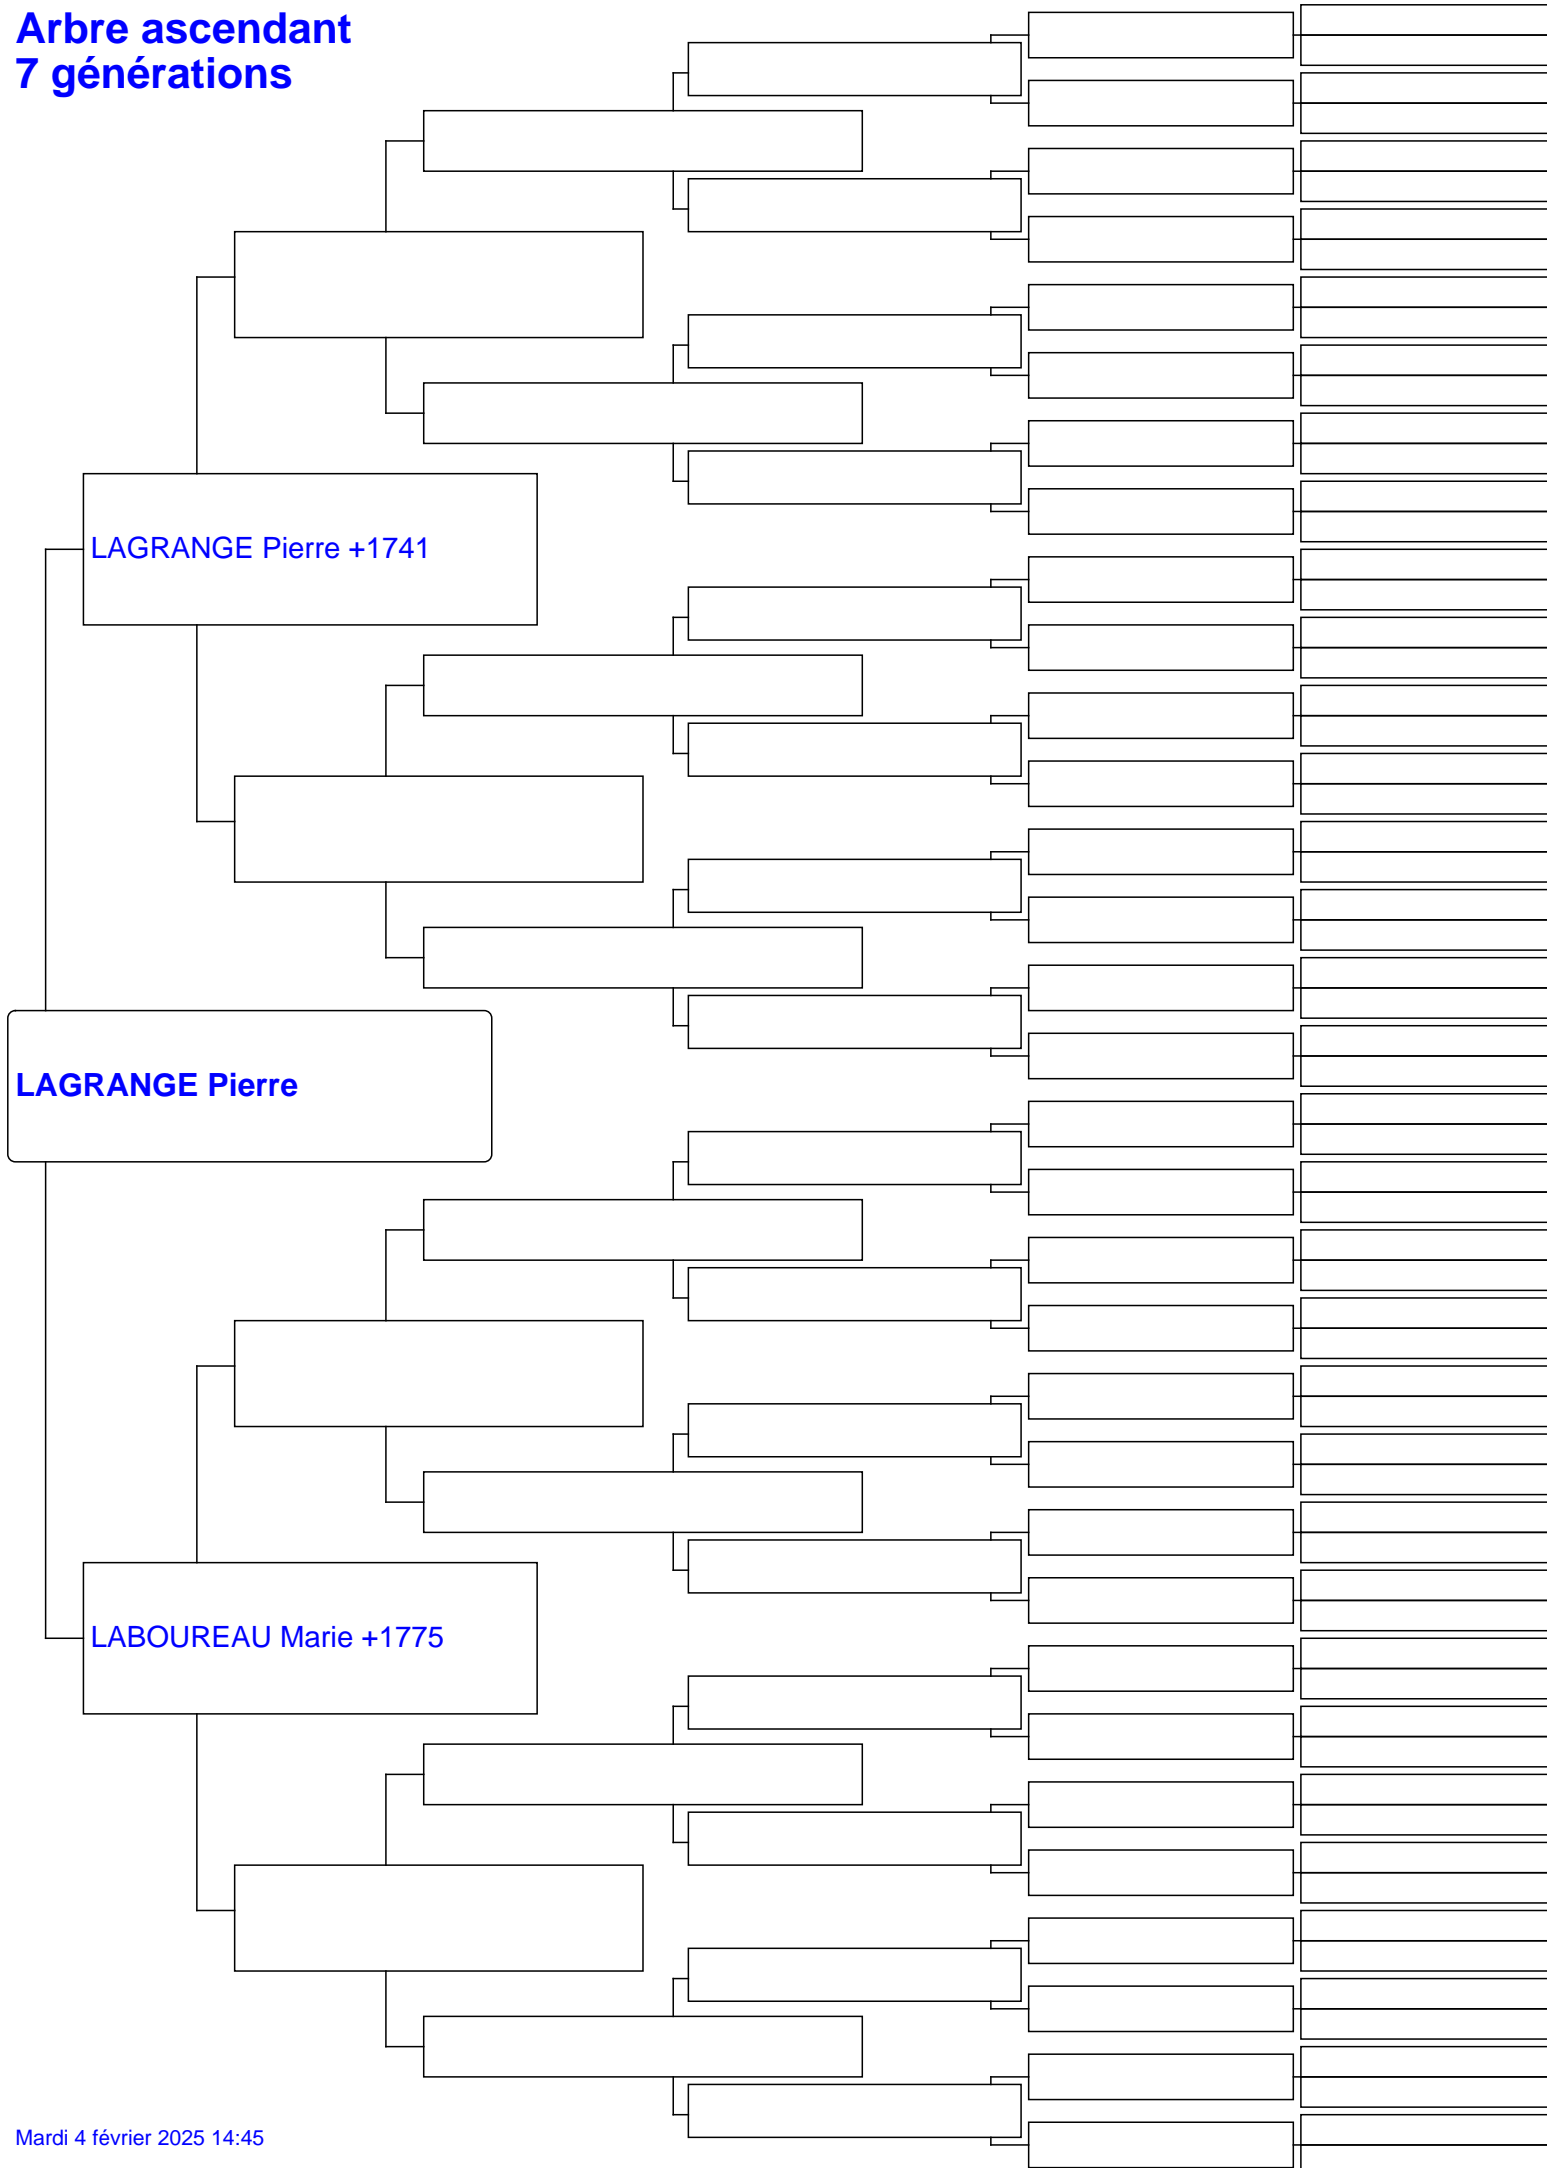 Arbre ascendant
7 générations
LAGRANGE Pierre +1741
LAGRANGE Pierre
LABOUREAU Marie +1775
Mardi 4 février 2025 14:45